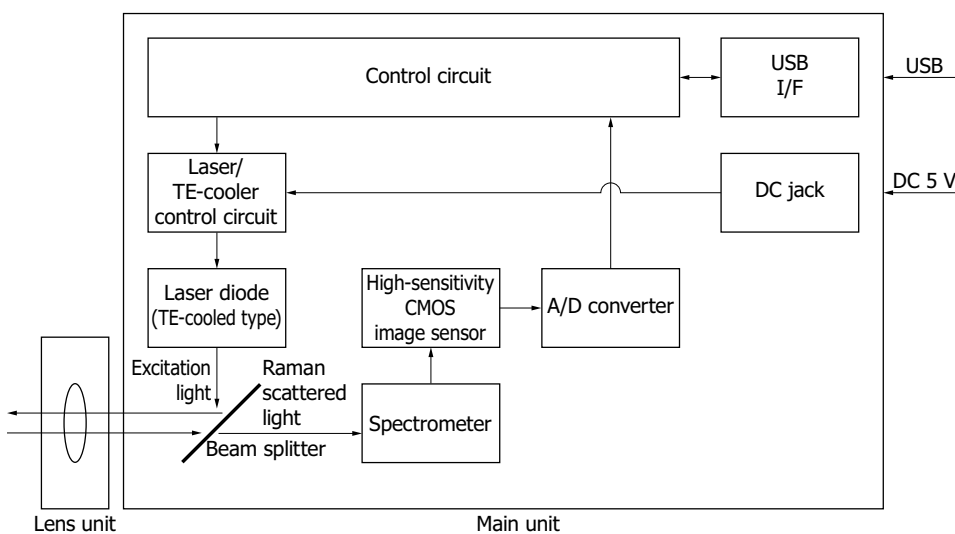 Control circuit
USB
I/F
USB
Laser/
TE-cooler
control circuit
DC jack
DC 5 V
Laser diode
(TE-cooled type)
High-sensitivity
CMOS
image sensor
A/D converter
Excitation
light
Raman
scattered
light
Beam splitter
Spectrometer
Lens unit
Main unit